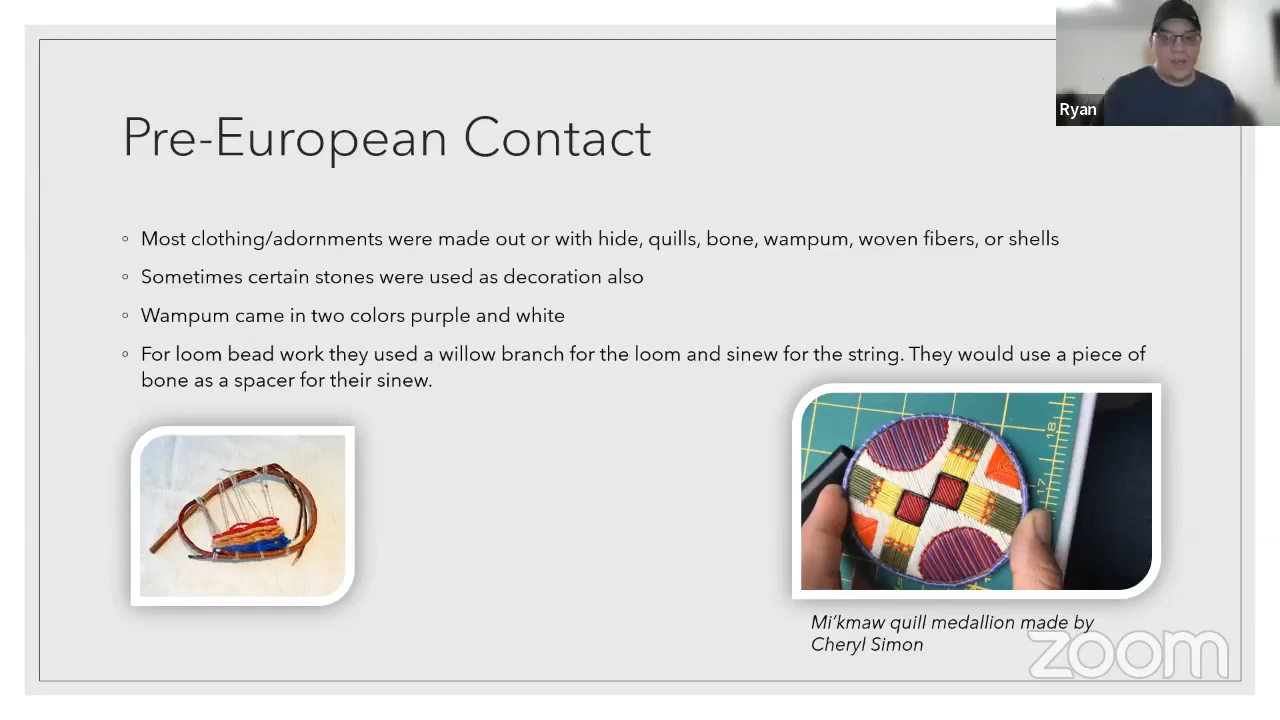 Ryan
Pre-European Contact
◦ Most clothing/adornments were made out or with hide, quills, bone, wampum, woven fibers, or shells
◦ Sometimes certain stones were used as decoration also
◦ Wampum came in two colors purple and white
◦ For loom bead work they used a willow branch for the loom and sinew for the string. They would use a piece of
bone as a spacer for their sinew.
18
17
Mi’kmaw quill medallion made by
Cheryl Simon
zoom